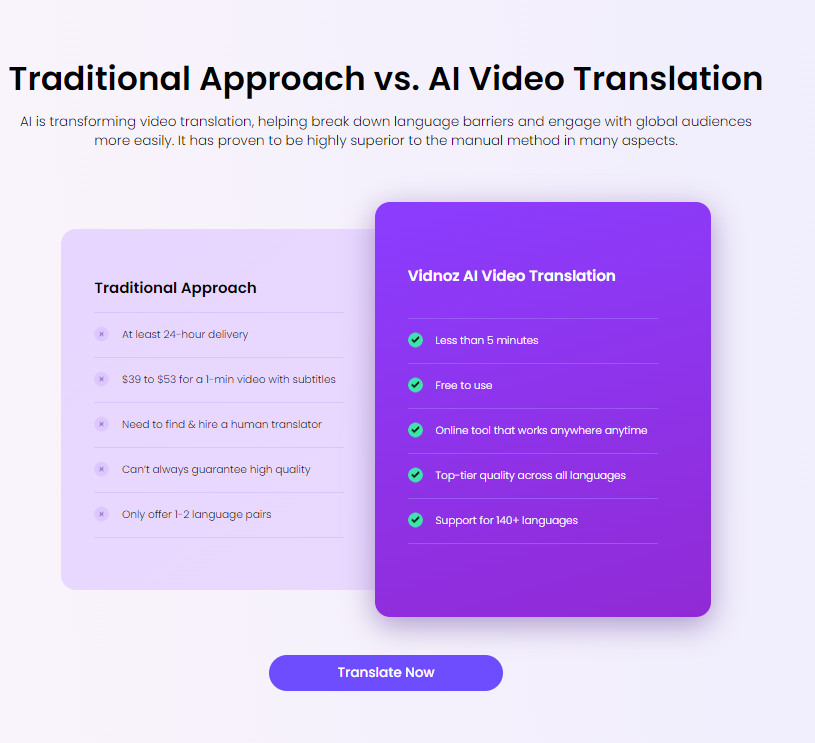 Traditional Approach vs. AI Video Translation
AI is transforming video translation, helping break down language barriers and engage with global audiences
more easily. It has proven to be highly superior to the manual method in many aspects.
Traditional Approach
At least 24-hour delivery
$39 to $53 for a 1-min video with subtitles
Need to find & hire a human translator
Can't always guarantee high quality
Only offer 1-2 language pairs
Vidnoz AI Video Translation
Less than 5 minutes
Free to use
Online tool that works anywhere anytime
Top-tier quality across all languages
Support for 140+ languages
Translate Now